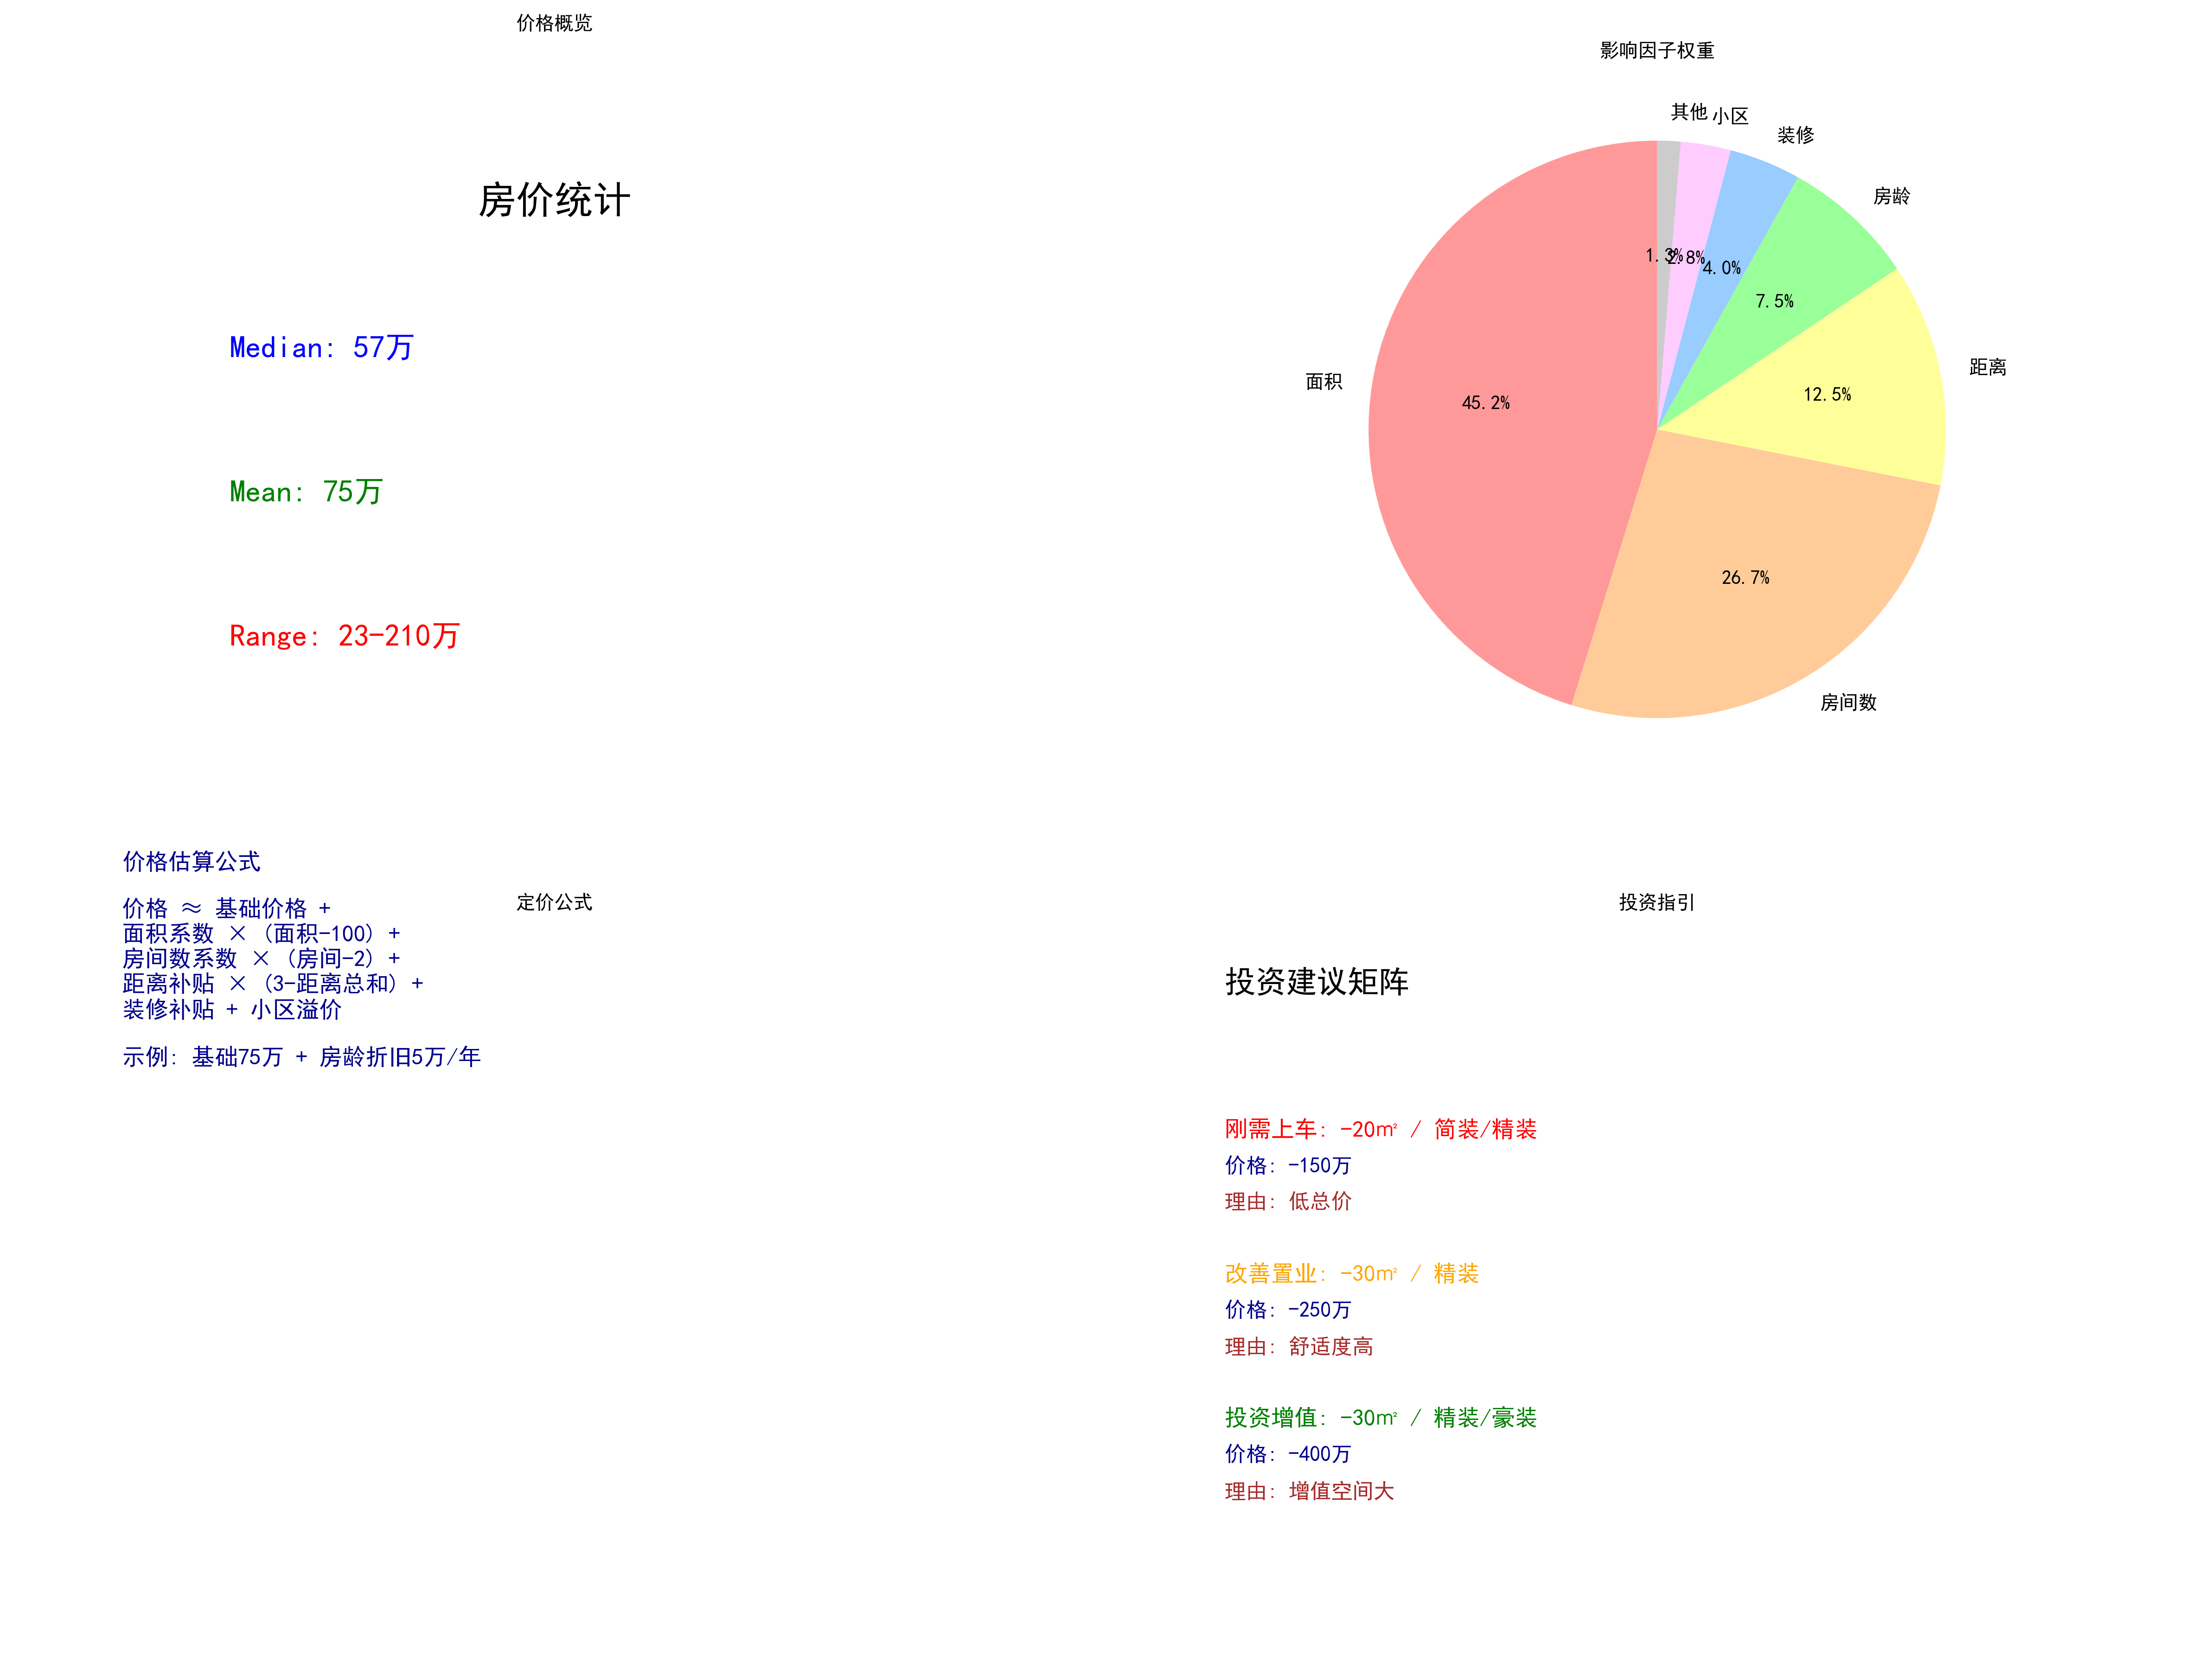 价格概览
房价统计
Median: 57万
Mean: 75万
Range: 23-210万
影响因子权重
其他
小区
装修
房龄
距离
房间数
面积
1.3%
2.8%
4.0%
7.5%
12.5%
26.7%
45.2%
定价公式
价格估算公式
价格 ≈ 基础价格 +
面积系数 × (面积-100) +
房间数系数 × (房间-2) +
距离补贴 × (3-距离总和) +
装修补贴 + 小区溢价
示例: 基础75万 + 房龄折旧5万/年
投资指引
投资建议矩阵
刚需上车: -20㎡ / 简装/精装
价格: -150万
理由: 低总价
改善置业: -30㎡ / 精装
价格: -250万
理由: 舒适度高
投资增值: -30㎡ / 精装/豪装
价格: -400万
理由: 增值空间大